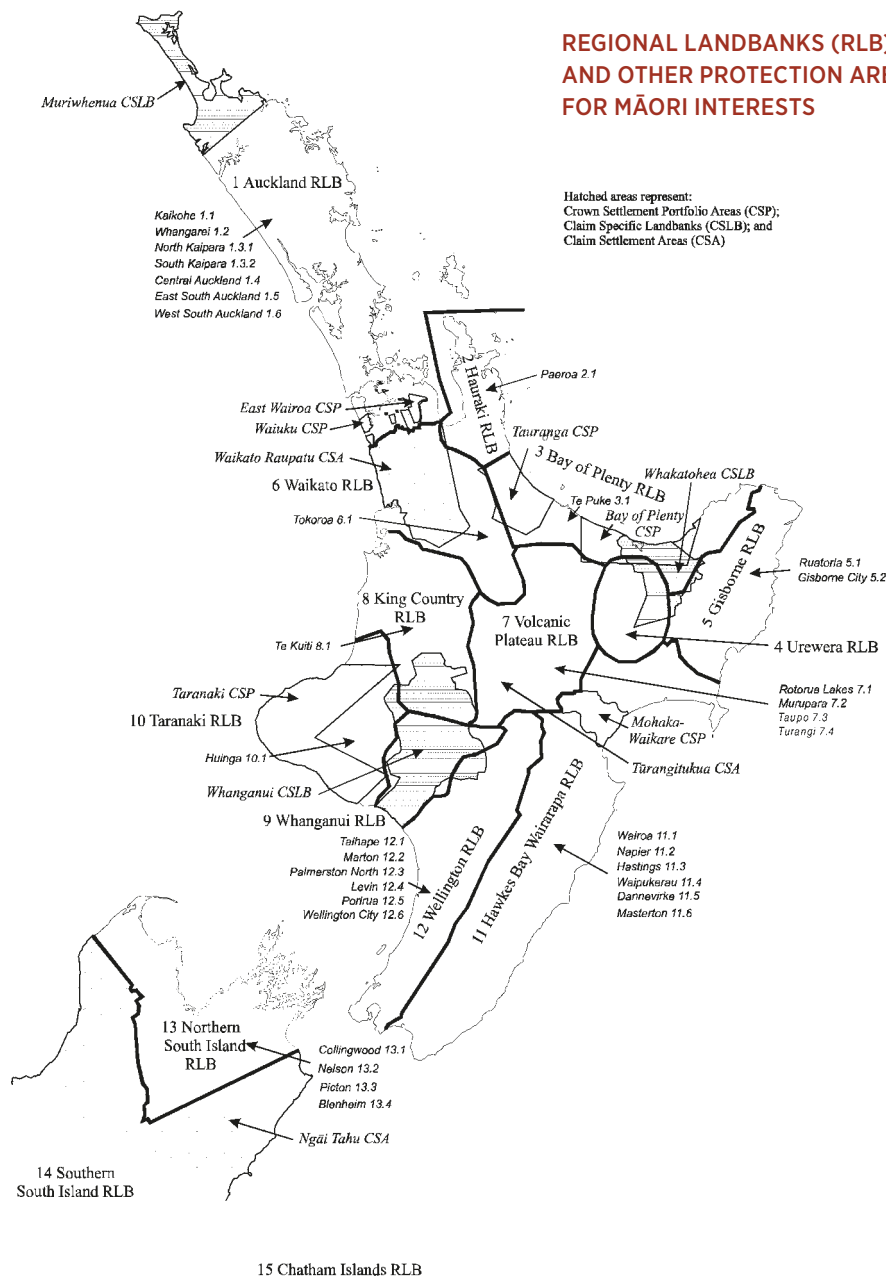 REGIONAL LANDBANKS (RLB)
AND OTHER PROTECTION ARE
FOR MĀORI INTERESTS
Muriwhenua CSLB
1 Auckland RLB
Hatched areas represent:
Crown Settlement Portfolio Areas (CSP);
Claim Specific Landbanks (CSLB); and
Claim Settlement Areas (CSA)
Kaikohe 1.1
Whangarei 1.2
North Kaipara 1.3.1
South Kaipara 1.3.2
Central Auckland 1.4
East South Auckland 1.5
West South Auckland 1.6
2 Hauraki RLB
Paeroa 2.1
East Wairoa CSP
Waiuku CSP
Tauranga CSP
Waikato Raupatu CSA
3 Bay of Plenty RLB
Whakatohea CSLB
6 Waikato RLB
Te Puke 3.1
Tokoroa 6.1
Bay of Plenty
CSP
5 Gisborne RLB
Ruatoria 5.1
Gisborne City 5.2
8 King Country
RLB
7 Volcanic
Plateau RLB
Te Kuiti 8.1
4 Urewera RLB
Taranaki CSP
10 Taranaki RLB
Rotorua Lakes 7.1
Murupara 7.2
Taupo 7.3
Turangi 7.4
Mohaka-
Waikare CSP
Huinga 10.1
Tūrangitukua CSA
Whanganui CSLB
9 Whanganui RLB
Taihape 12.1
Marton 12.2
Palmerston North 12.3
Levin 12.4
Porirua 12.5
Wellington City 12.6
12 Wellington RLB
11 Hawkes Bay Wairarapa RLB
Wairoa 11.1
Napier 11.2
Hastings 11.3
Waipukerau 11.4
Dannevirke 11.5
Masterton 11.6
13 Northern
South Island
RLB
Collingwood 13.1
Nelson 13.2
Picton 13.3
Blenheim 13.4
Ngāi Tahu CSA
14 Southern
South Island RLB
15 Chatham Islands RLB